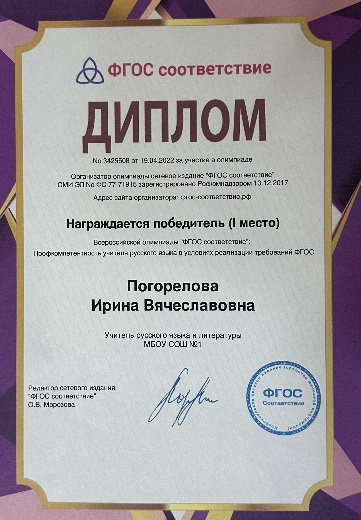 ФГОС соответствие
ДИПЛОМ
No 3425508 от 19.04.2022 за участие в олимпиаде
Организатор олимпиады сетевое издание "ФГОС соответствие"
СМИ ЭЛ No ФС 77-71915 зарегистрировано Роскомнадзором 13.12.2017
Адрес сайта организатора: фгос-соответствие.рф
Награждается победитель (I место)
Всероссийской олимпиады "ФГОС соответствие":
Профкомпетентность учителя русского языка в условиях реализации требований ФГОС
Погорелова
Ирина Вячеславовна
Учитель русского языка и литературы
МБОУ СОШ №1
Редактор сетевого издания
"ФГОС соответствие"
О.В. Морозова
ФГОС
Соответствие